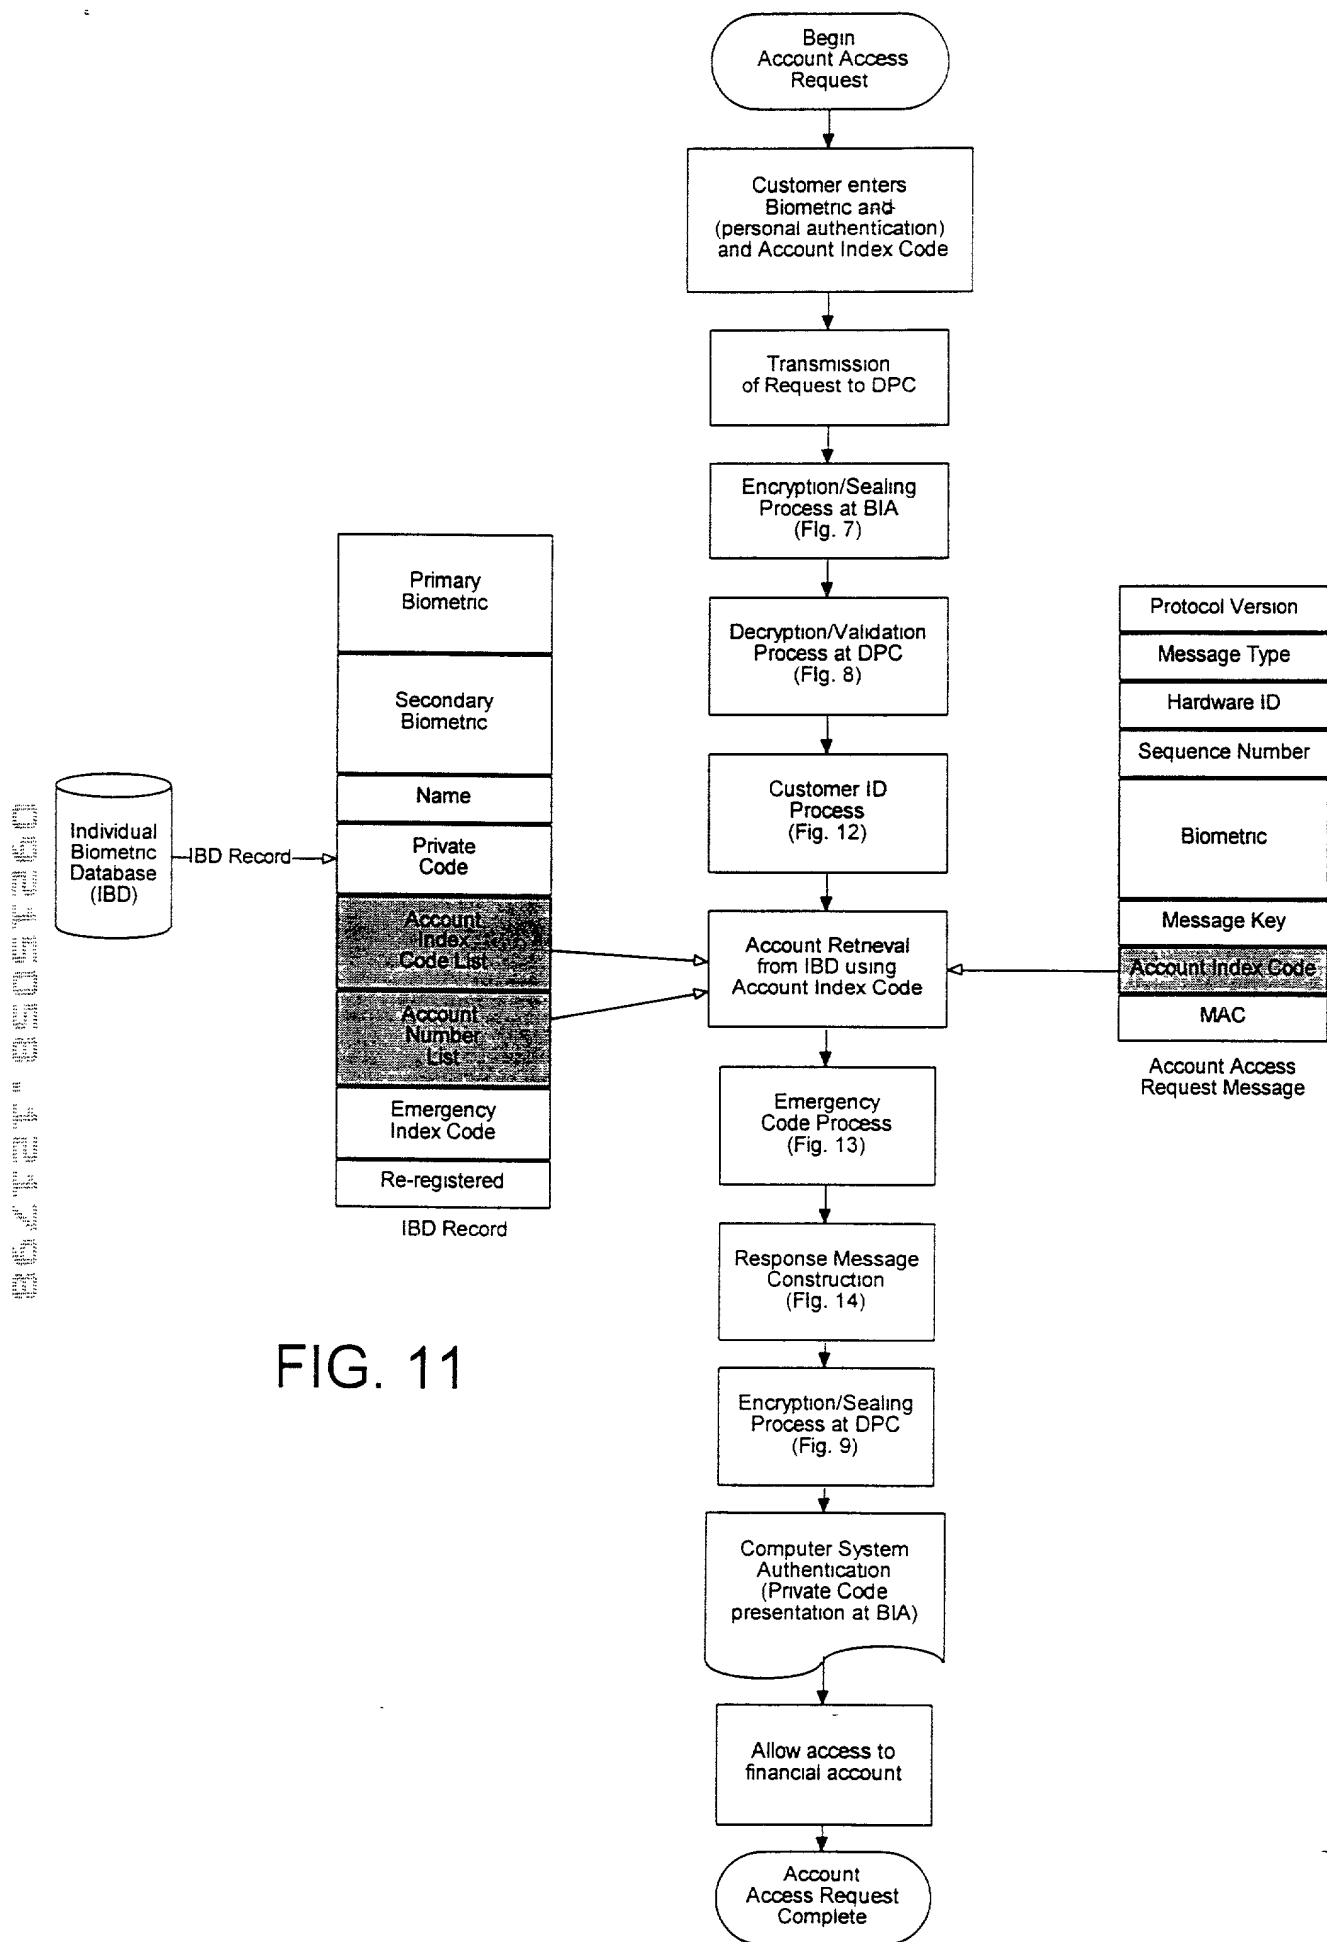 Begin
Account Access
Request
Customer enters
Biometric and
(personal authentication)
and Account Index Code
Transmission
of Request to DPC
Encryption/Sealing
Process at BIA
(Fig. 7)
Decryption/Validation
Process at DPC
(Fig. 8)
Customer ID
Process
(Fig. 12)
Account Retrieval
from IBD using
Account Index Code
Emergency
Code Process
(Fig. 13)
Response Message
Construction
(Fig. 14)
Encryption/Sealing
Process at DPC
(Fig. 9)
Computer System
Authentication
(Private Code
presentation at BIA)
Allow access to
financial account
Account
Access Request
Complete
Individual
Biometric
Database
(IBD)
IBD Record
Primary
Biometric
Secondary
Biometric
Name
Private
Code
Account
Index
Code List
Account
Number
List
Emergency
Index Code
Re-registered
IBD Record
Protocol Version
Message Type
Hardware ID
Sequence Number
Biometric
Message Key
Account Index Code
MAC
Account Access
Request Message
FIG. 11